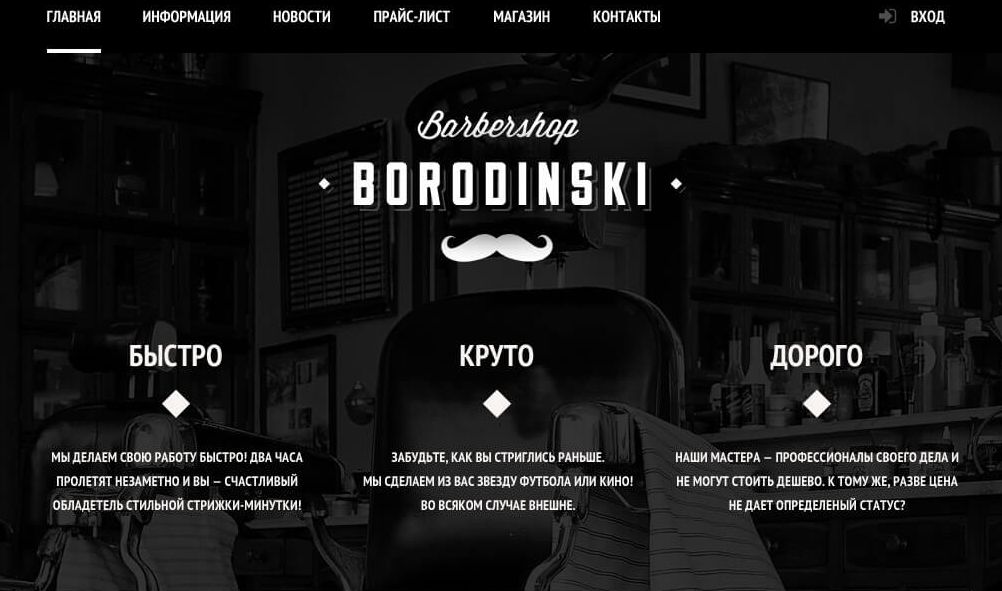 ГЛАВНАЯ ИНФОРМАЦИЯ НОВОСТИ ПРАЙС-ЛИСТ МАГАЗИН КОНТАКТЫ ВХОД
Barbershop
BORODINSKI
БЫСТРО
МЫ ДЕЛАЕМ СВОЮ РАБОТУ БЫСТРО! ДВА ЧАСА
ПРОЛЕТЯТ НЕЗАМЕТНО И ВЫ – СЧАСТЛИВЫЙ
ОБЛАДЕТЕЛЬ СТИЛЬНОЙ СТРИЖКИ-МИНУТКИ!
КРУТО
ЗАБУДЬТЕ, КАК ВЫ СТРИГЛИСЬ РАНЬШЕ.
МЫ СДЕЛАЕМ ИЗ ВАС ЗВЕЗДУ ФУТБОЛА ИЛИ КИНО!
ВО ВСЯКОМ СЛУЧАЕ ВНЕШНЕ.
ДОРОГО
НАШИ МАСТЕРА – ПРОФЕССИОНАЛЫ СВОЕГО ДЕЛА И
НЕ МОГУТ СТОИТЬ ДЕШЕВО. К ТОМУ ЖЕ, РАЗВЕ ЦЕНА
НЕ ДАЕТ ОПРЕДЕЛЕНЫЙ СТАТУС?